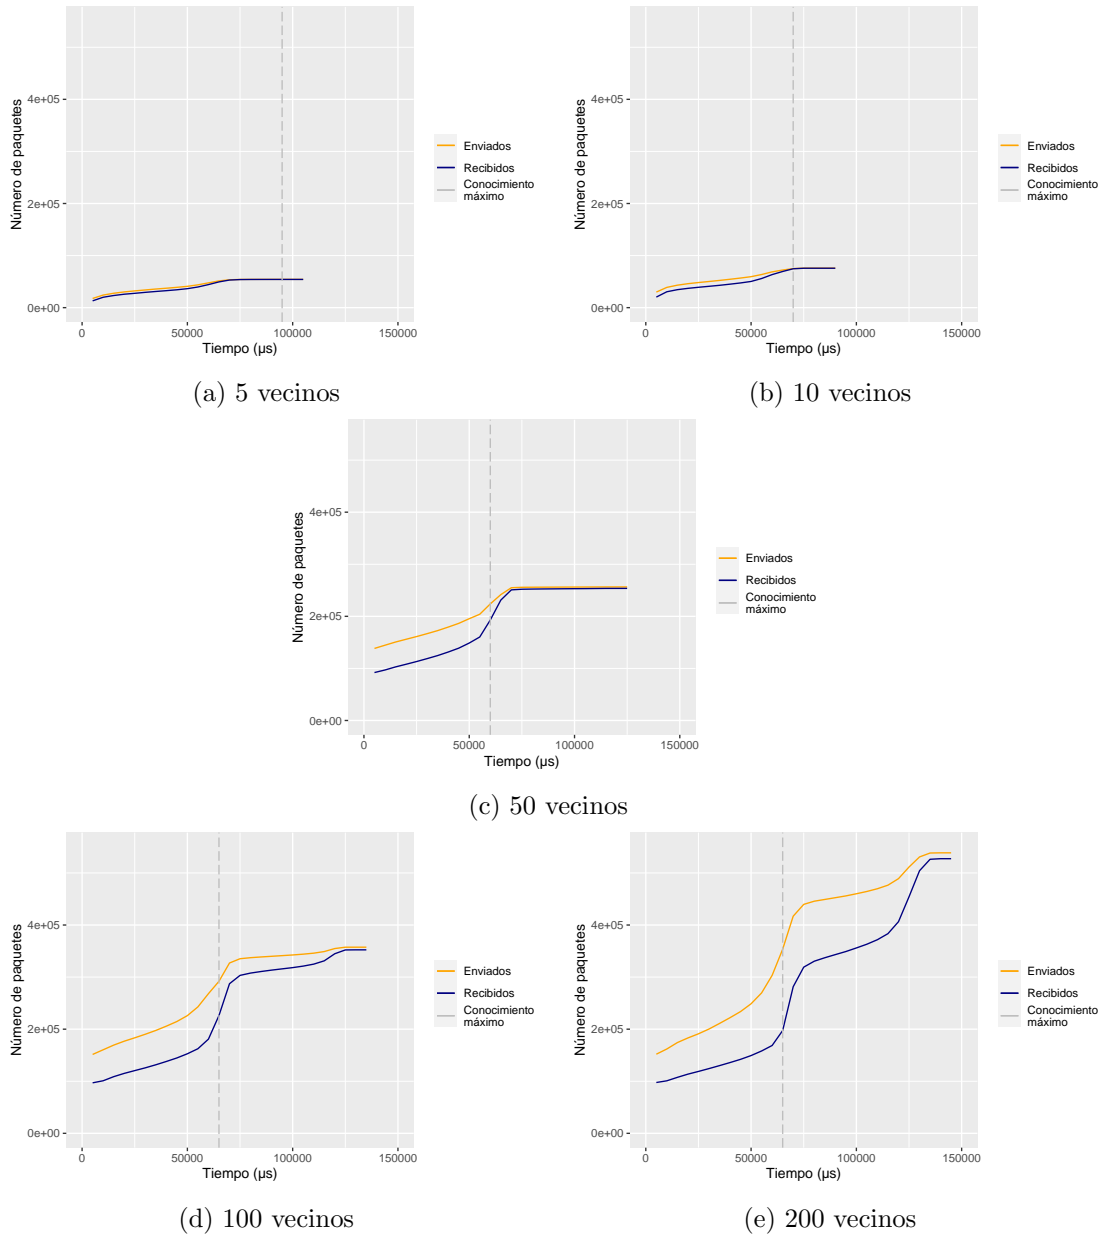 Número de paquetes
4e+05
2e+05
0e+00
0 50000 100000 150000
Tiempo (µs)
Enviados
Recibidos
Conocimiento
máximo
(a) 5 vecinos
Número de paquetes
4e+05
2e+05
0e+00
0 50000 100000 150000
Tiempo (µs)
Enviados
Recibidos
Conocimiento
máximo
(b) 10 vecinos
Número de paquetes
4e+05
2e+05
0e+00
0 50000 100000 150000
Tiempo (µs)
Enviados
Recibidos
Conocimiento
máximo
(c) 50 vecinos
Número de paquetes
4e+05
2e+05
0e+00
0 50000 100000 150000
Tiempo (µs)
Enviados
Recibidos
Conocimiento
máximo
(d) 100 vecinos
Número de paquetes
4e+05
2e+05
0e+00
0 50000 100000 150000
Tiempo (µs)
Enviados
Recibidos
Conocimiento
máximo
(e) 200 vecinos